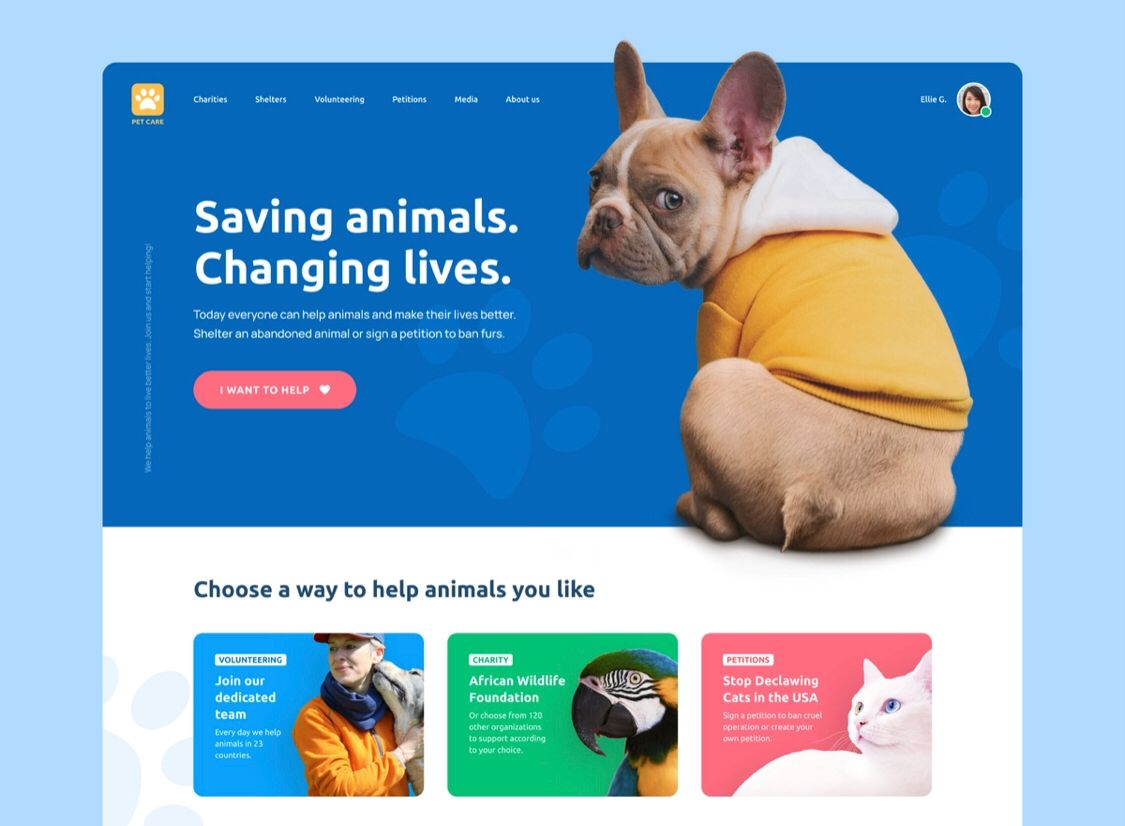 PET CARE
Charities
Shelters
Volunteering
Petitions
Media
About us
Ellie G.
We help animals to live better lives. Join us and start helping!
Saving animals.
Changing lives.
Today everyone can help animals and make their lives better.
Shelter an abandoned animal or sign a petition to ban furs.
I WANT TO HELP
Choose a way to help animals you like
VOLUNTEERING
Join our
dedicated
team
Every day we help
animals in 23
countries.
CHARITY
African Wildlife
Foundation
Or choose from 120
other organizations
to support according
to your choice.
PETITIONS
Stop Declawing
Cats in the USA
Sign a petition to ban cruel
operation or create your
own petition.